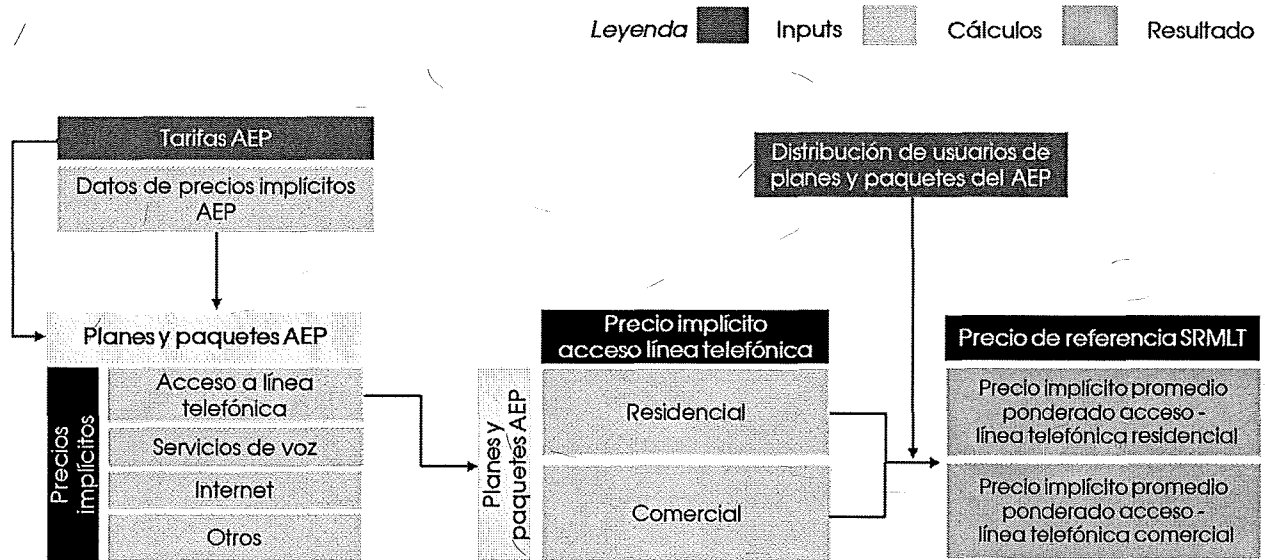 Leyenda Inputs Cálculos Resultado
Tarifas AEP
Datos de precios implícitos
AEP
Distribución de usuarios de
planes y paquetes del AEP
Planes y paquetes AEP
Precios
implícitos
Acceso a línea
telefónica
Servicios de voz
Internet
Otros
Planes y
paquetes AEP
Precio implícito
acceso línea telefónica
Residencial
Comercial
Precio de referencia SRMLT
Precio implícito promedio
ponderado acceso -
línea telefónica residencial
Precio implícito promedio
ponderado acceso -
línea telefónica comercial